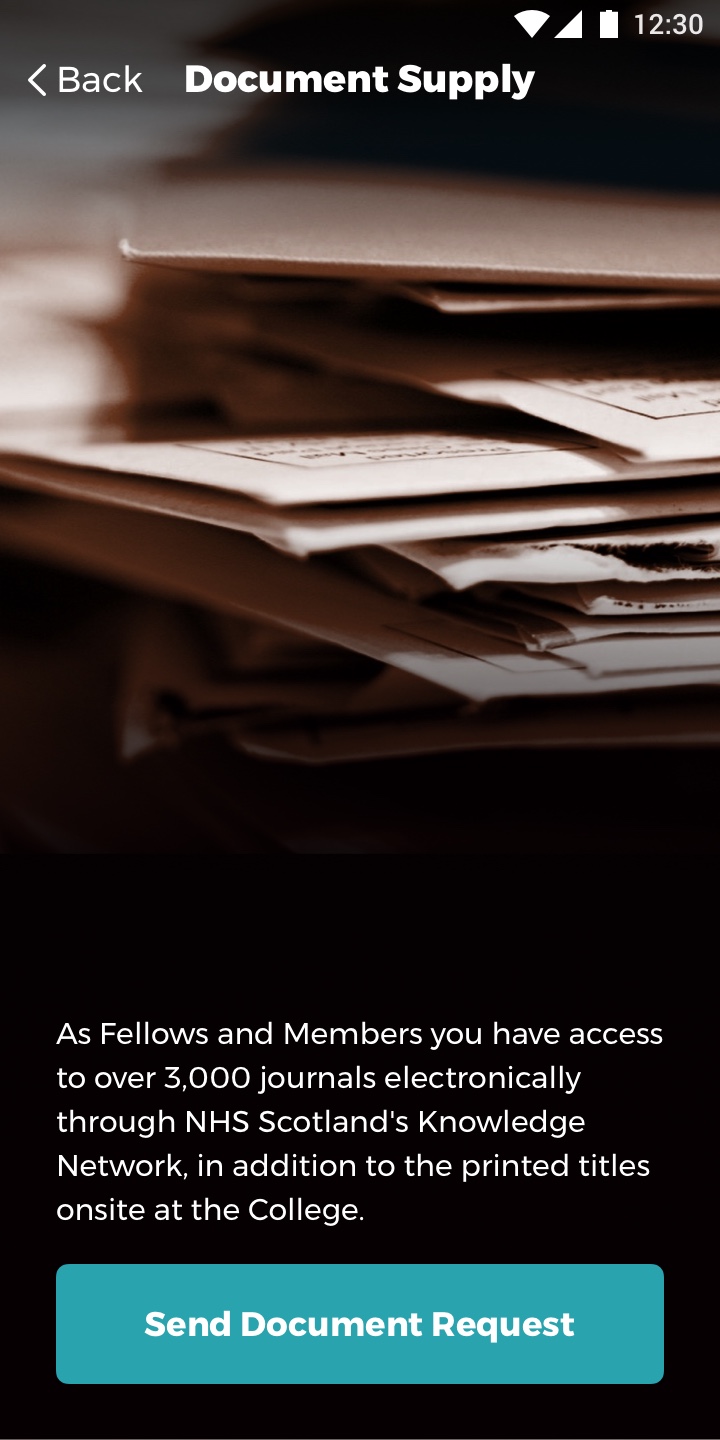 12:30
Back Document Supply
As Fellows and Members you have access
to over 3,000 journals electronically
through NHS Scotland's Knowledge
Network, in addition to the printed titles
onsite at the College.
Send Document Request